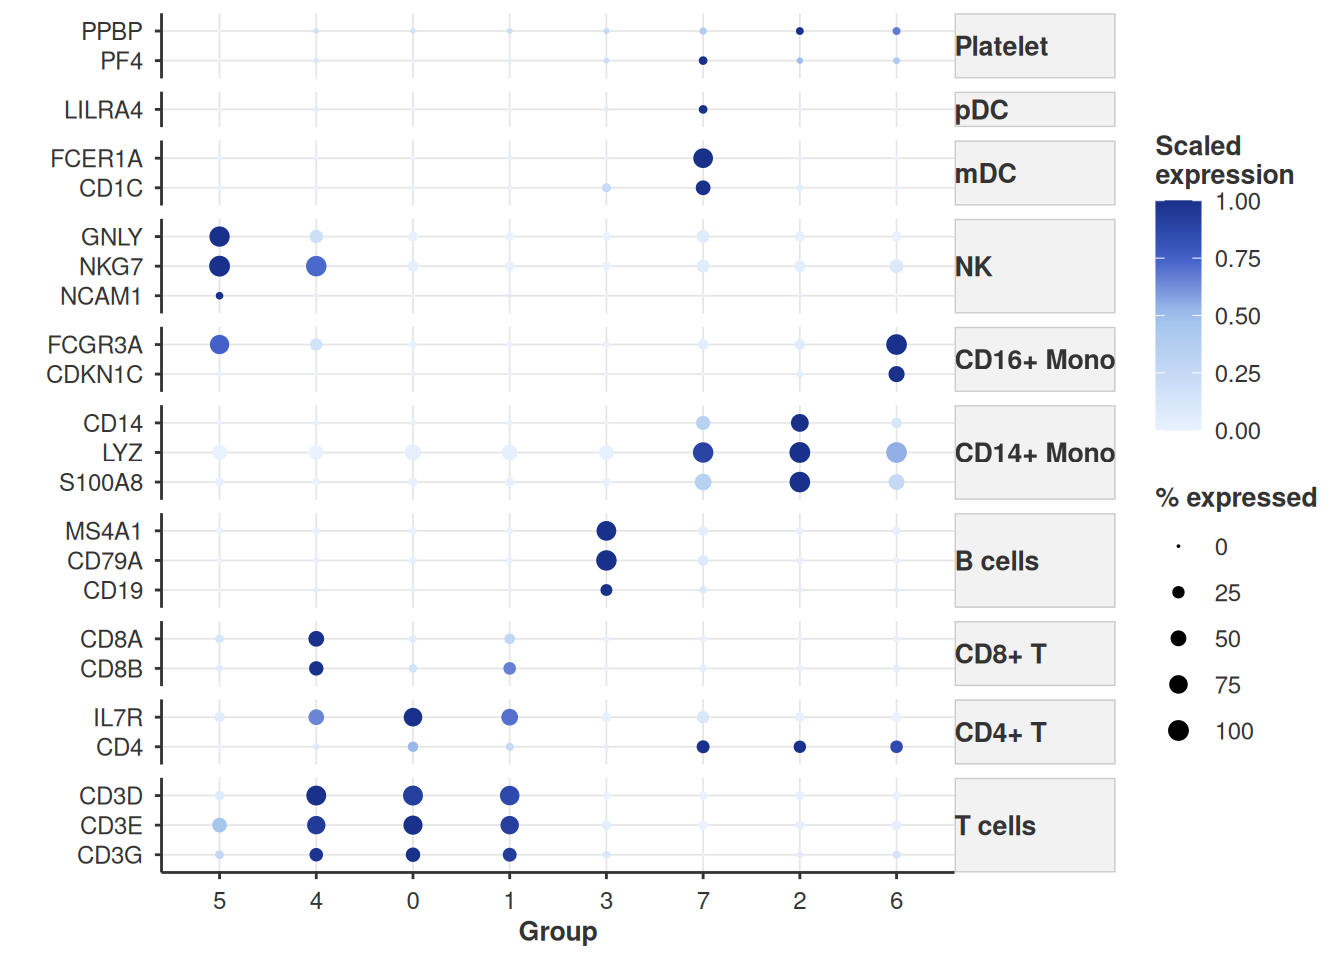 PPBP
PF4
Platelet
LILRA4
pDC
FCER1A
CD1C
mDC
GNLY
NKG7
NCAM1
NK
FCGR3A
CDKN1C
CD16+ Mono
CD14
LYZ
S100A8
CD14+ Mono
MS4A1
CD79A
CD19
B cells
CD8A
CD8B
CD8+ T
IL7R
CD4
CD4+ T
CD3D
CD3E
CD3G
T cells
5 4 0 1 3 7 2 6
Group
Scaled
expression
1.00
0.75
0.50
0.25
0.00
% expressed
0
25
50
75
100